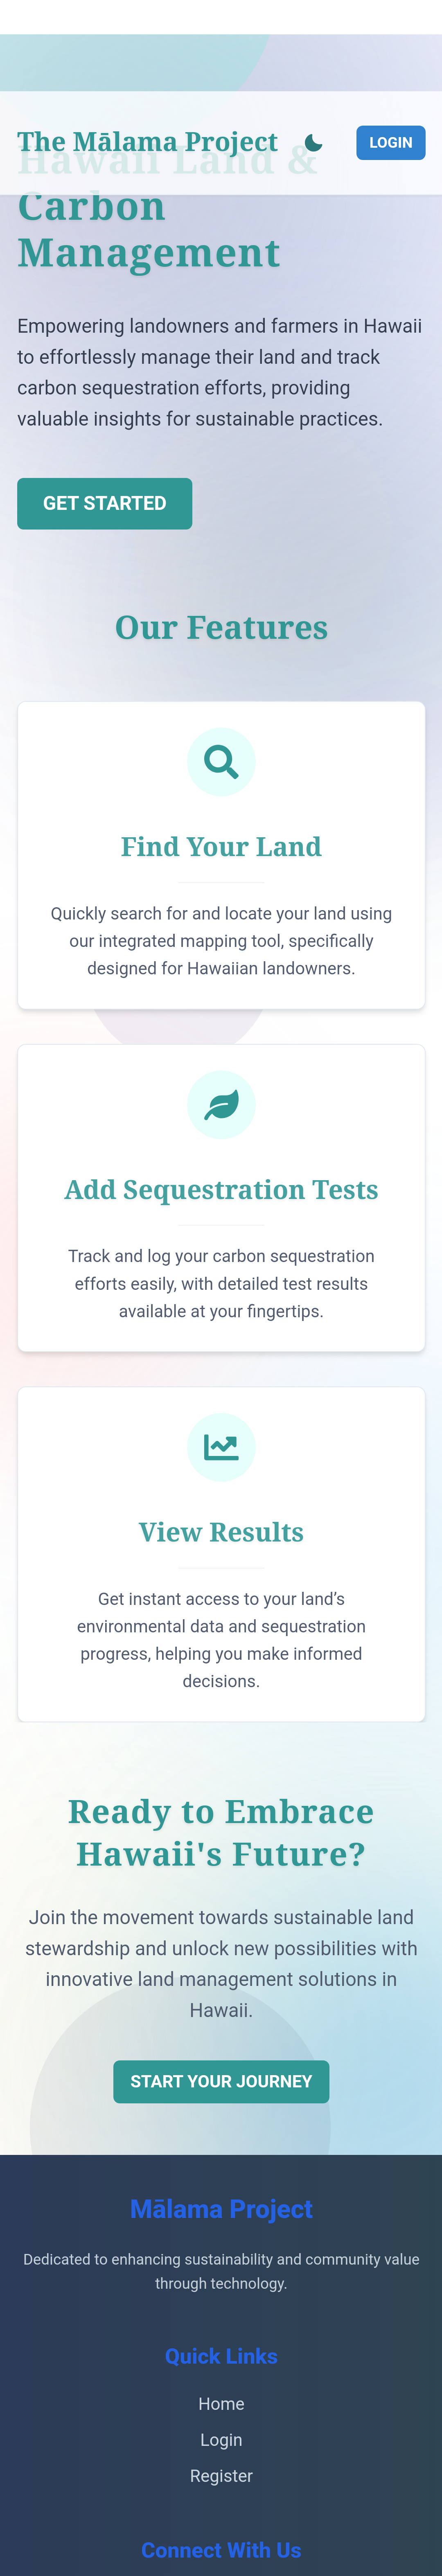 The Mālama Project
LOGIN
Hawaii Land &
Carbon
Management
Empowering landowners and farmers in Hawaii
to effortlessly manage their land and track
carbon sequestration efforts, providing
valuable insights for sustainable practices.
GET STARTED
Our Features
Find Your Land
Quickly search for and locate your land using
our integrated mapping tool, specifically
designed for Hawaiian landowners.
Add Sequestration Tests
Track and log your carbon sequestration
efforts easily, with detailed test results
available at your fingertips.
View Results
Get instant access to your land’s
environmental data and sequestration
progress, helping you make informed
decisions.
Ready to Embrace
Hawaii's Future?
Join the movement towards sustainable land
stewardship and unlock new possibilities with
innovative land management solutions in
Hawaii.
START YOUR JOURNEY
Mālama Project
Dedicated to enhancing sustainability and community value
through technology.
Quick Links
Home
Login
Register
Connect With Us